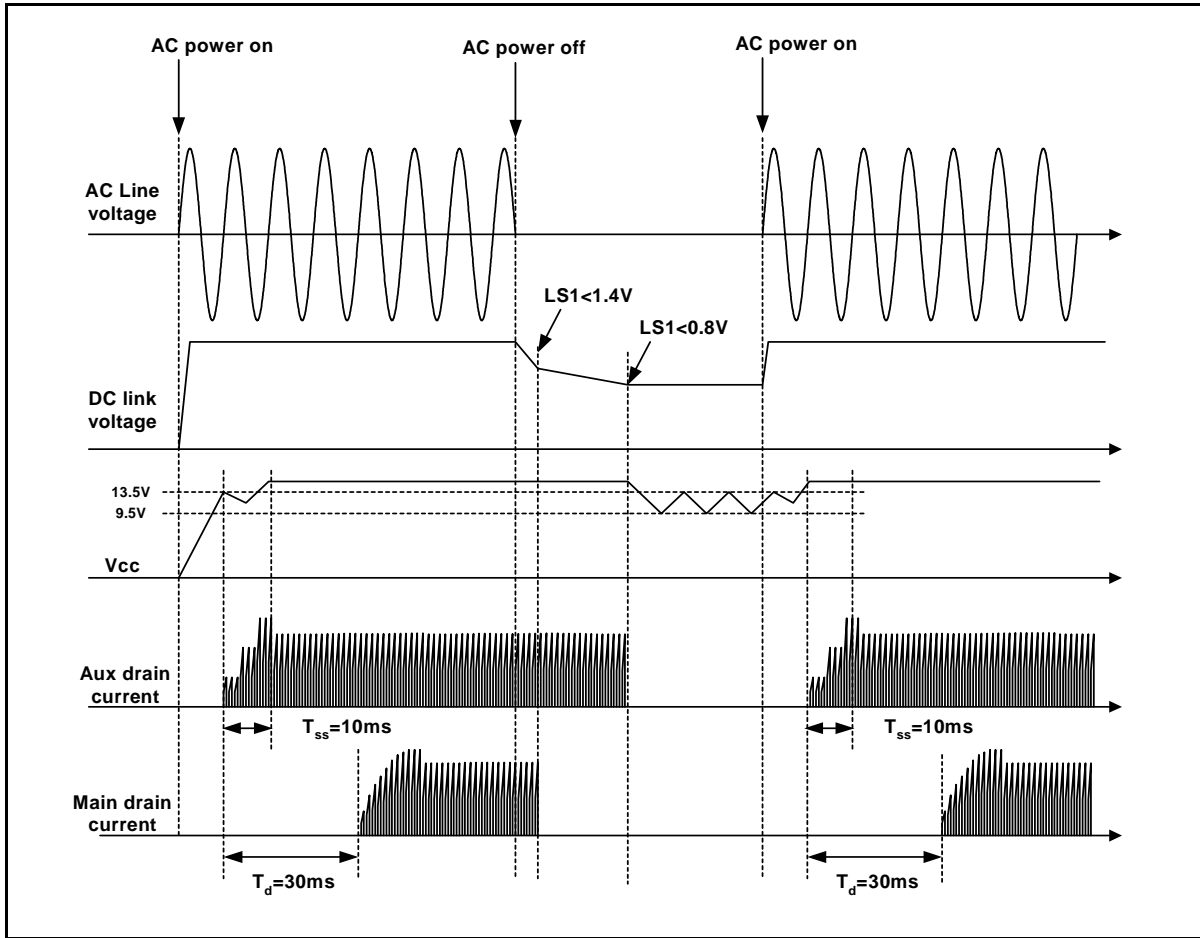 AC power on
AC power off
AC power on
AC Line
voltage
LS1<1.4V
LS1<0.8V
DC link
voltage
13.5V
9.5V
Vcc
Aux drain
current
Tss=10ms
Tss=10ms
Main drain
current
Td=30ms
Td=30ms